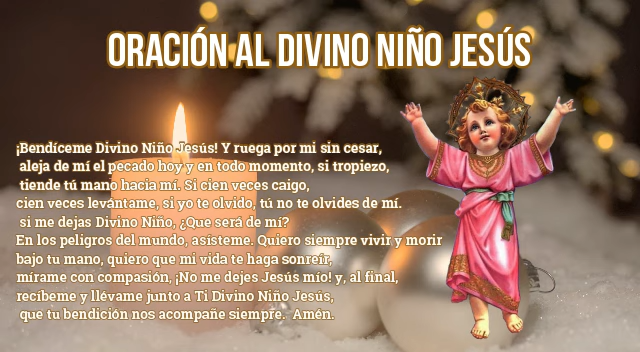 ORACIÓN AL DIVINO NIÑO JESÚS
¡Bendíceme Divino Niño Jesús! Y ruega por mi sin cesar,
aleja de mí el pecado hoy y en todo momento, si tropiezo,
tiende tú mano hacia mí. Si cien veces caigo,
cien veces levántame, si yo te olvido, tú no te olvides de mí.
si me dejas Divino Niño, ¿Que será de mí?
En los peligros del mundo, asísteme. Quiero siempre vivir y morir
bajo tu mano, quiero que mi vida te haga sonreír,
mírame con compasión, ¡No me dejes Jesús mío! y, al final,
recíbeme y llévame junto a Ti Divino Niño Jesús,
que tu bendición nos acompañe siempre. Amén.